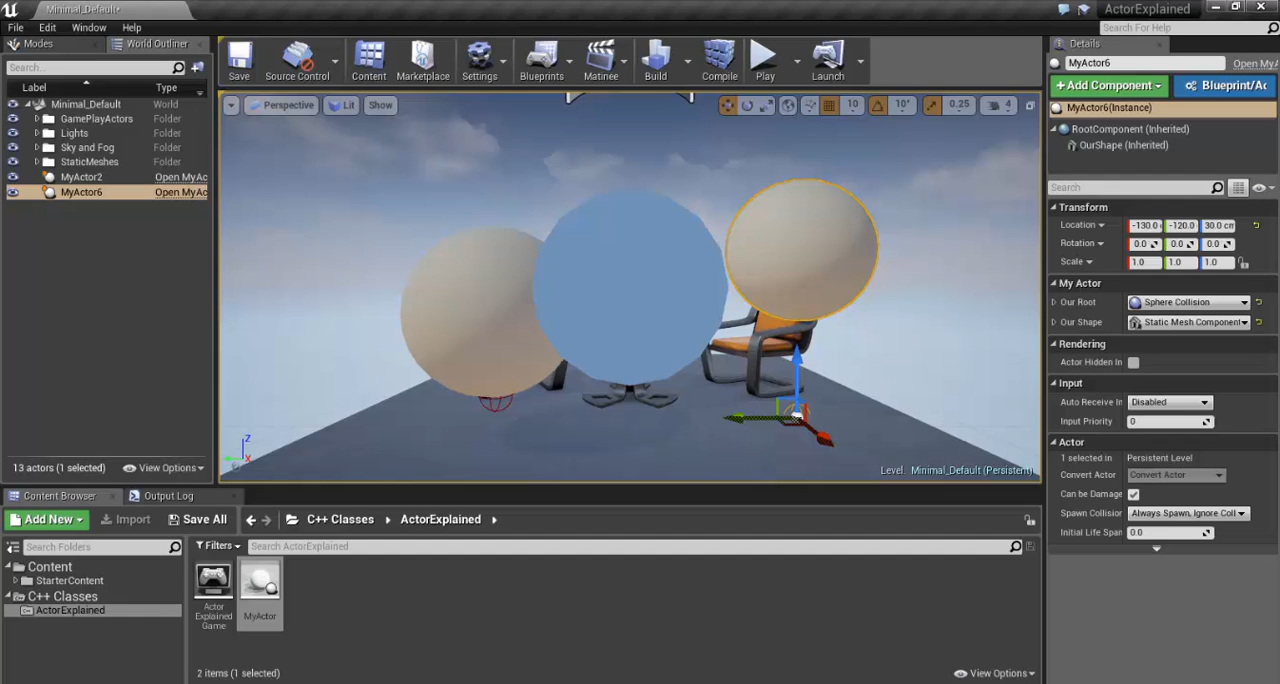 Minimal_Default*
ActorExplained
File Edit Window Help
Search For Help
Modes
World Outliner
Details
Search...
MyActor6
Open MyA
Label
Type
Save
Source Control
Content
Marketplace
Settings
Blueprints
Matinee
Build
Compile
Play
Launch
+ Add Component
Blueprint/Ac
Minimal_Default World
GamePlayActors Folder
Lights Folder
Sky and Fog Folder
StaticMeshes Folder
MyActor2 Open MyAc
MyActor6 Open MyAc
Perspective
Lit
Show
10
10°
0.25
4
MyActor6(Instance)
RootComponent (Inherited)
OurShape (Inherited)
Search
Transform
Location -130.0 -120.0 30.0 cm
Rotation 0.0 0.0 0.0
Scale 1.0 1.0 1.0
My Actor
Our Root Sphere Collision
Our Shape Static Mesh Component
Rendering
Actor Hidden In
Input
Auto Receive In Disabled
Input Priority 0
Actor
1 selected in Persistent Level
Convert Actor Convert Actor
Can be Damage
Spawn Collision Always Spawn, Ignore Coll
Initial Life Span 0.0
Z
X
Level: Minimal_Default (Persistent)
13 actors (1 selected)
View Options
Content Browser
Output Log
Add New
Import
Save All
C++ Classes
ActorExplained
Search Folders
Filters
Search ActorExplained
Content
StarterContent
C++ Classes
ActorExplained
Actor
Explained
Game
MyActor
2 items (1 selected)
View Options